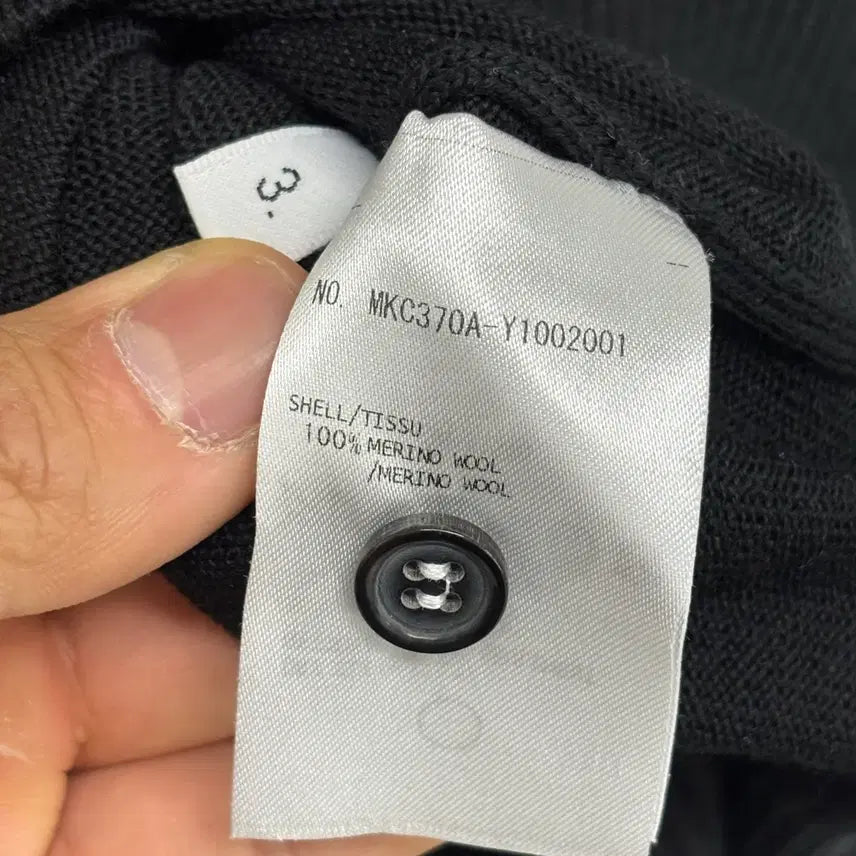 3.
NO. MKC370A-Y1002001
SHELL/TISSU
100% MERINO WOOL
/MERINO WOOL